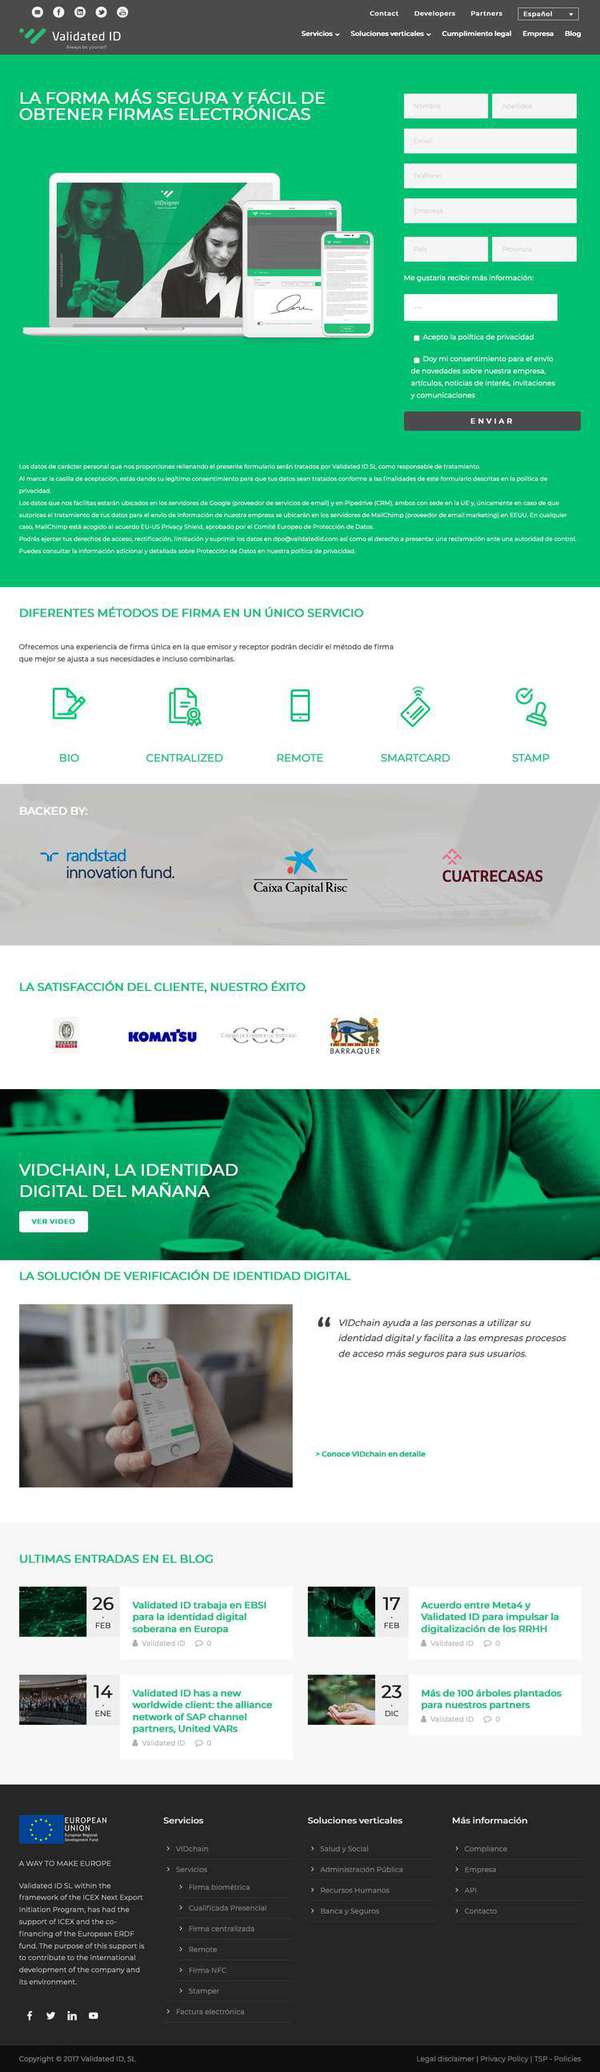 Contact Developers Partners Español
Validated ID
Always be yourself
Servicios Soluciones verticales Cumplimiento legal Empresa Blog
LA FORMA MÁS SEGURA Y FÁCIL DE
OBTENER FIRMAS ELECTRÓNICAS
Nombre Apellidos
Email
Teléfono
Empresa
País Provincia
Me gustaría recibir más información:
---
Acepto la política de privacidad
Doy mi consentimiento para el envío
de novedades sobre nuestra empresa,
artículos, noticias de interés, invitaciones
y comunicaciones
ENVIAR
VIDsigner
Los datos de carácter personal que nos proporciones rellenando el presente formulario serán tratados por Validated ID SL como responsable de tratamiento.
Al marcar la casilla de aceptación, estás dando tu legítimo consentimiento para que tus datos sean tratados conforme a las finalidades de este formulario descritas en la política de
privacidad.
Los datos que nos facilitas estarán ubicados en los servidores de Google (proveedor de servicios de email) y en Pipedrive (CRM), ambos con sede en la UE y, únicamente en caso de que
autorices el tratamiento de tus datos para el envío de información de nuestra empresa se ubicarán en los servidores de MailChimp (proveedor de email marketing) en EEUU. En cualquier
caso, MailChimp está acogido al acuerdo EU-US Privacy Shield, aprobado por el Comité Europeo de Protección de Datos.
Podrás ejercer tus derechos de acceso, rectificación, limitación y suprimir los datos en dpo@validatedid.com así como el derecho a presentar una reclamación ante una autoridad de control.
Puedes consultar la información adicional y detallada sobre Protección de Datos en nuestra política de privacidad.
DIFERENTES MÉTODOS DE FIRMA EN UN ÚNICO SERVICIO
Ofrecemos una experiencia de firma única en la que emisor y receptor podrán decidir el método de firma
que mejor se ajusta a sus necesidades e incluso combinarlas.
BIO CENTRALIZED REMOTE SMARTCARD STAMP
BACKED BY:
randstad
innovation fund.
Caixa Capital Risc
CUATRECASAS
LA SATISFACCIÓN DEL CLIENTE, NUESTRO ÉXITO
KOMATSU
CCS
BARRAQUER
VIDCHAIN, LA IDENTIDAD
DIGITAL DEL MAÑANA
VER VIDEO
LA SOLUCIÓN DE VERIFICACIÓN DE IDENTIDAD DIGITAL
“ VIDchain ayuda a las personas a utilizar su
identidad digital y facilita a las empresas procesos
de acceso más seguros para sus usuarios.
> Conoce VIDchain en detalle
ULTIMAS ENTRADAS EN EL BLOG
26
FEB
Validated ID trabaja en EBSI
para la identidad digital
soberana en Europa
Validated ID 0
17
FEB
Acuerdo entre Meta4 y
Validated ID para impulsar la
digitalización de los RRHH
Validated ID 0
14
ENE
Validated ID has a new
worldwide client: the alliance
network of SAP channel
partners, United VARs
Validated ID 0
23
DIC
Más de 100 árboles plantados
para nuestros partners
Validated ID 0
EUROPEAN
UNION
European Regional
Development Fund
A WAY TO MAKE EUROPE
Validated ID SL within the
framework of the ICEX Next Export
Initiation Program, has had the
support of ICEX and the co-
financing of the European ERDF
fund. The purpose of this support is
to contribute to the international
development of the company and
its environment.
Servicios
VIDchain
Servicios
Firma biométrica
Cualificada Presencial
Firma centralizada
Remote
Firma NFC
Stamper
Factura electrónica
Soluciones verticales
Salud y Social
Administración Pública
Recursos Humanos
Banca y Seguros
Más información
Compliance
Empresa
API
Contacto
Copyright © 2017 Validated ID, SL
Legal disclaimer | Privacy Policy | TSP - Policies